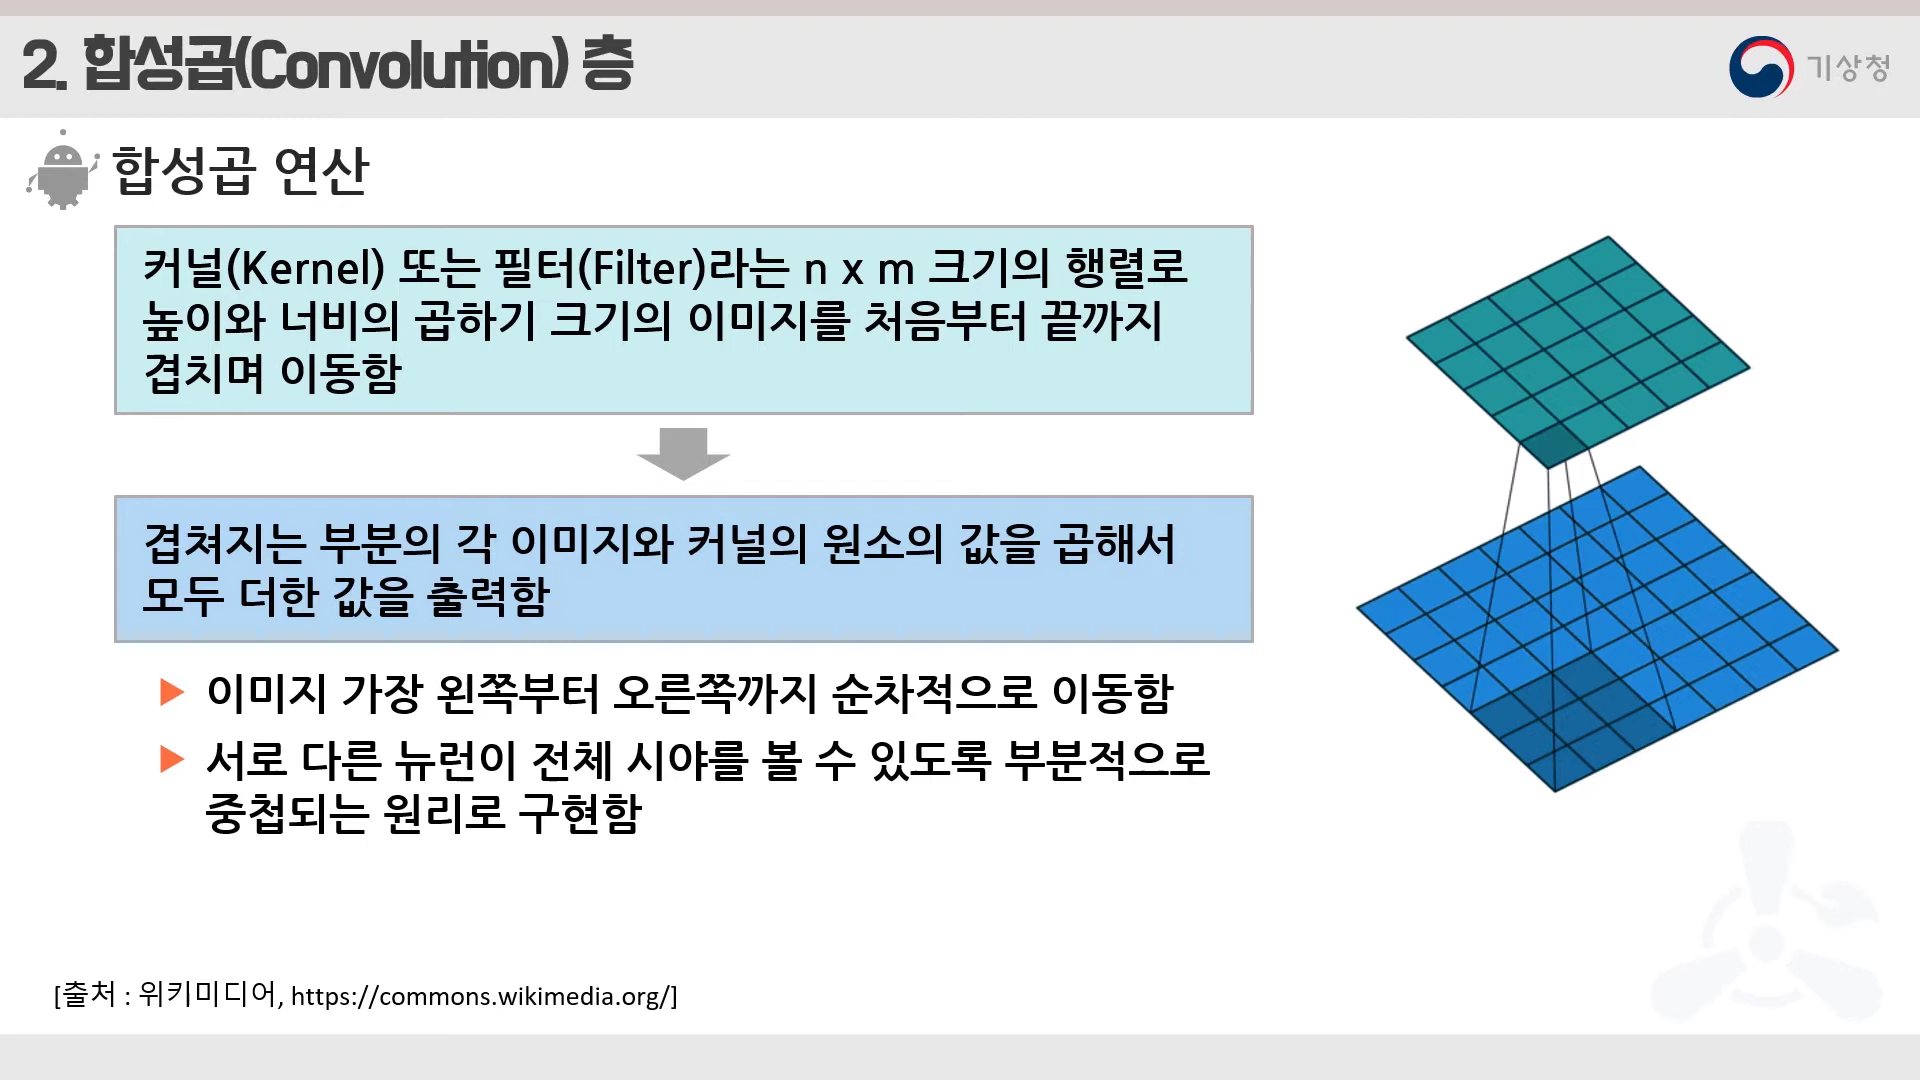 2. 합성곱(Convolution) 층
기상청
합성곱 연산
커널(Kernel) 또는 필터(Filter)라는 n x m 크기의 행렬로
높이와 너비의 곱하기 크기의 이미지를 처음부터 끝까지
겹치며 이동함
겹쳐지는 부분의 각 이미지와 커널의 원소의 값을 곱해서
모두 더한 값을 출력함
이미지 가장 왼쪽부터 오른쪽까지 순차적으로 이동함
서로 다른 뉴런이 전체 시야를 볼 수 있도록 부분적으로
중첩되는 원리로 구현함
[출처 : 위키미디어, https://commons.wikimedia.org/]